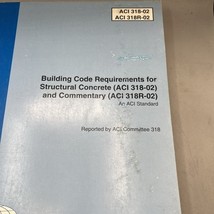 ACI 318-02
ACI 318R-02
Building Code Requirements for
Structural Concrete (ACI 318-02)
and Commentary (ACI 318R-02)
An ACI Standard
Reported by ACI Committee 318